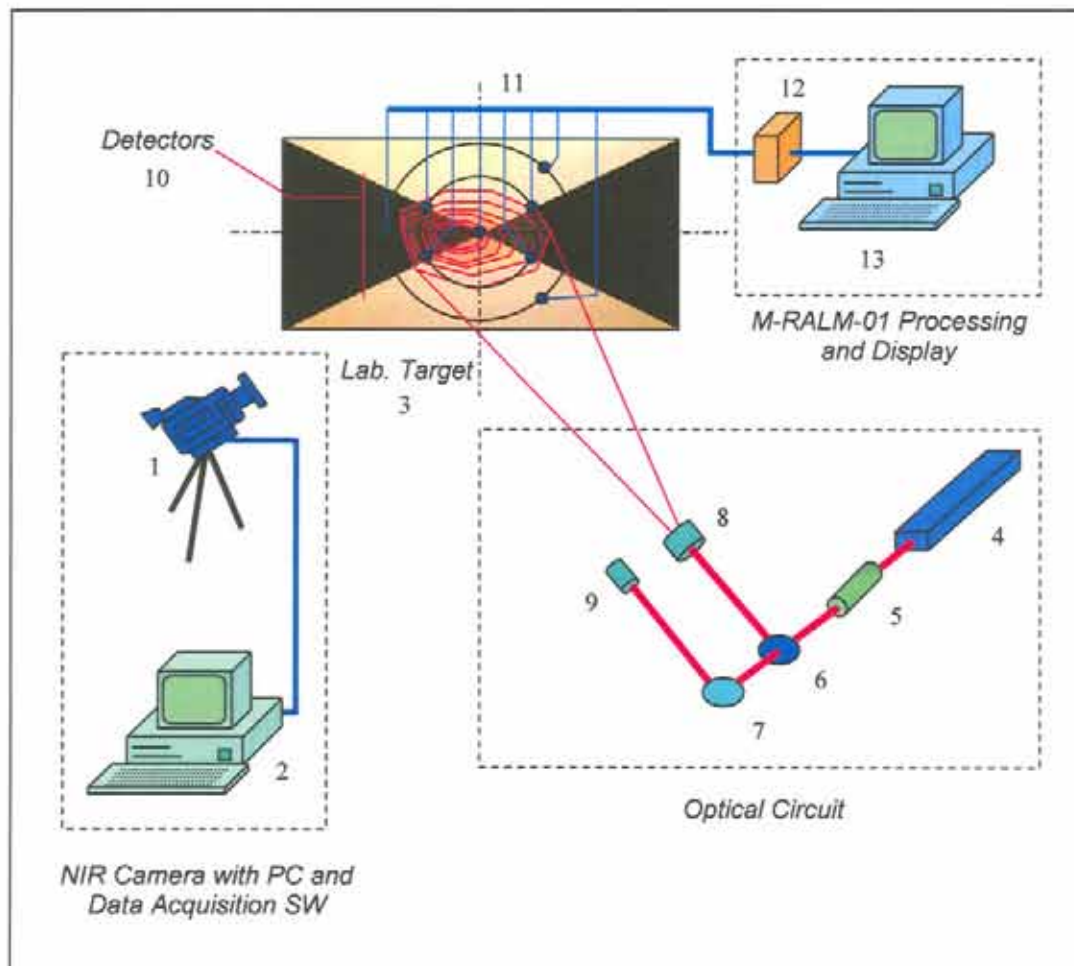 11
12
Detectors
10
13
M-RALM-01 Processing
and Display
Lab. Target
3
1
2
NIR Camera with PC and
Data Acquisition SW
8
4
9
5
6
7
Optical Circuit